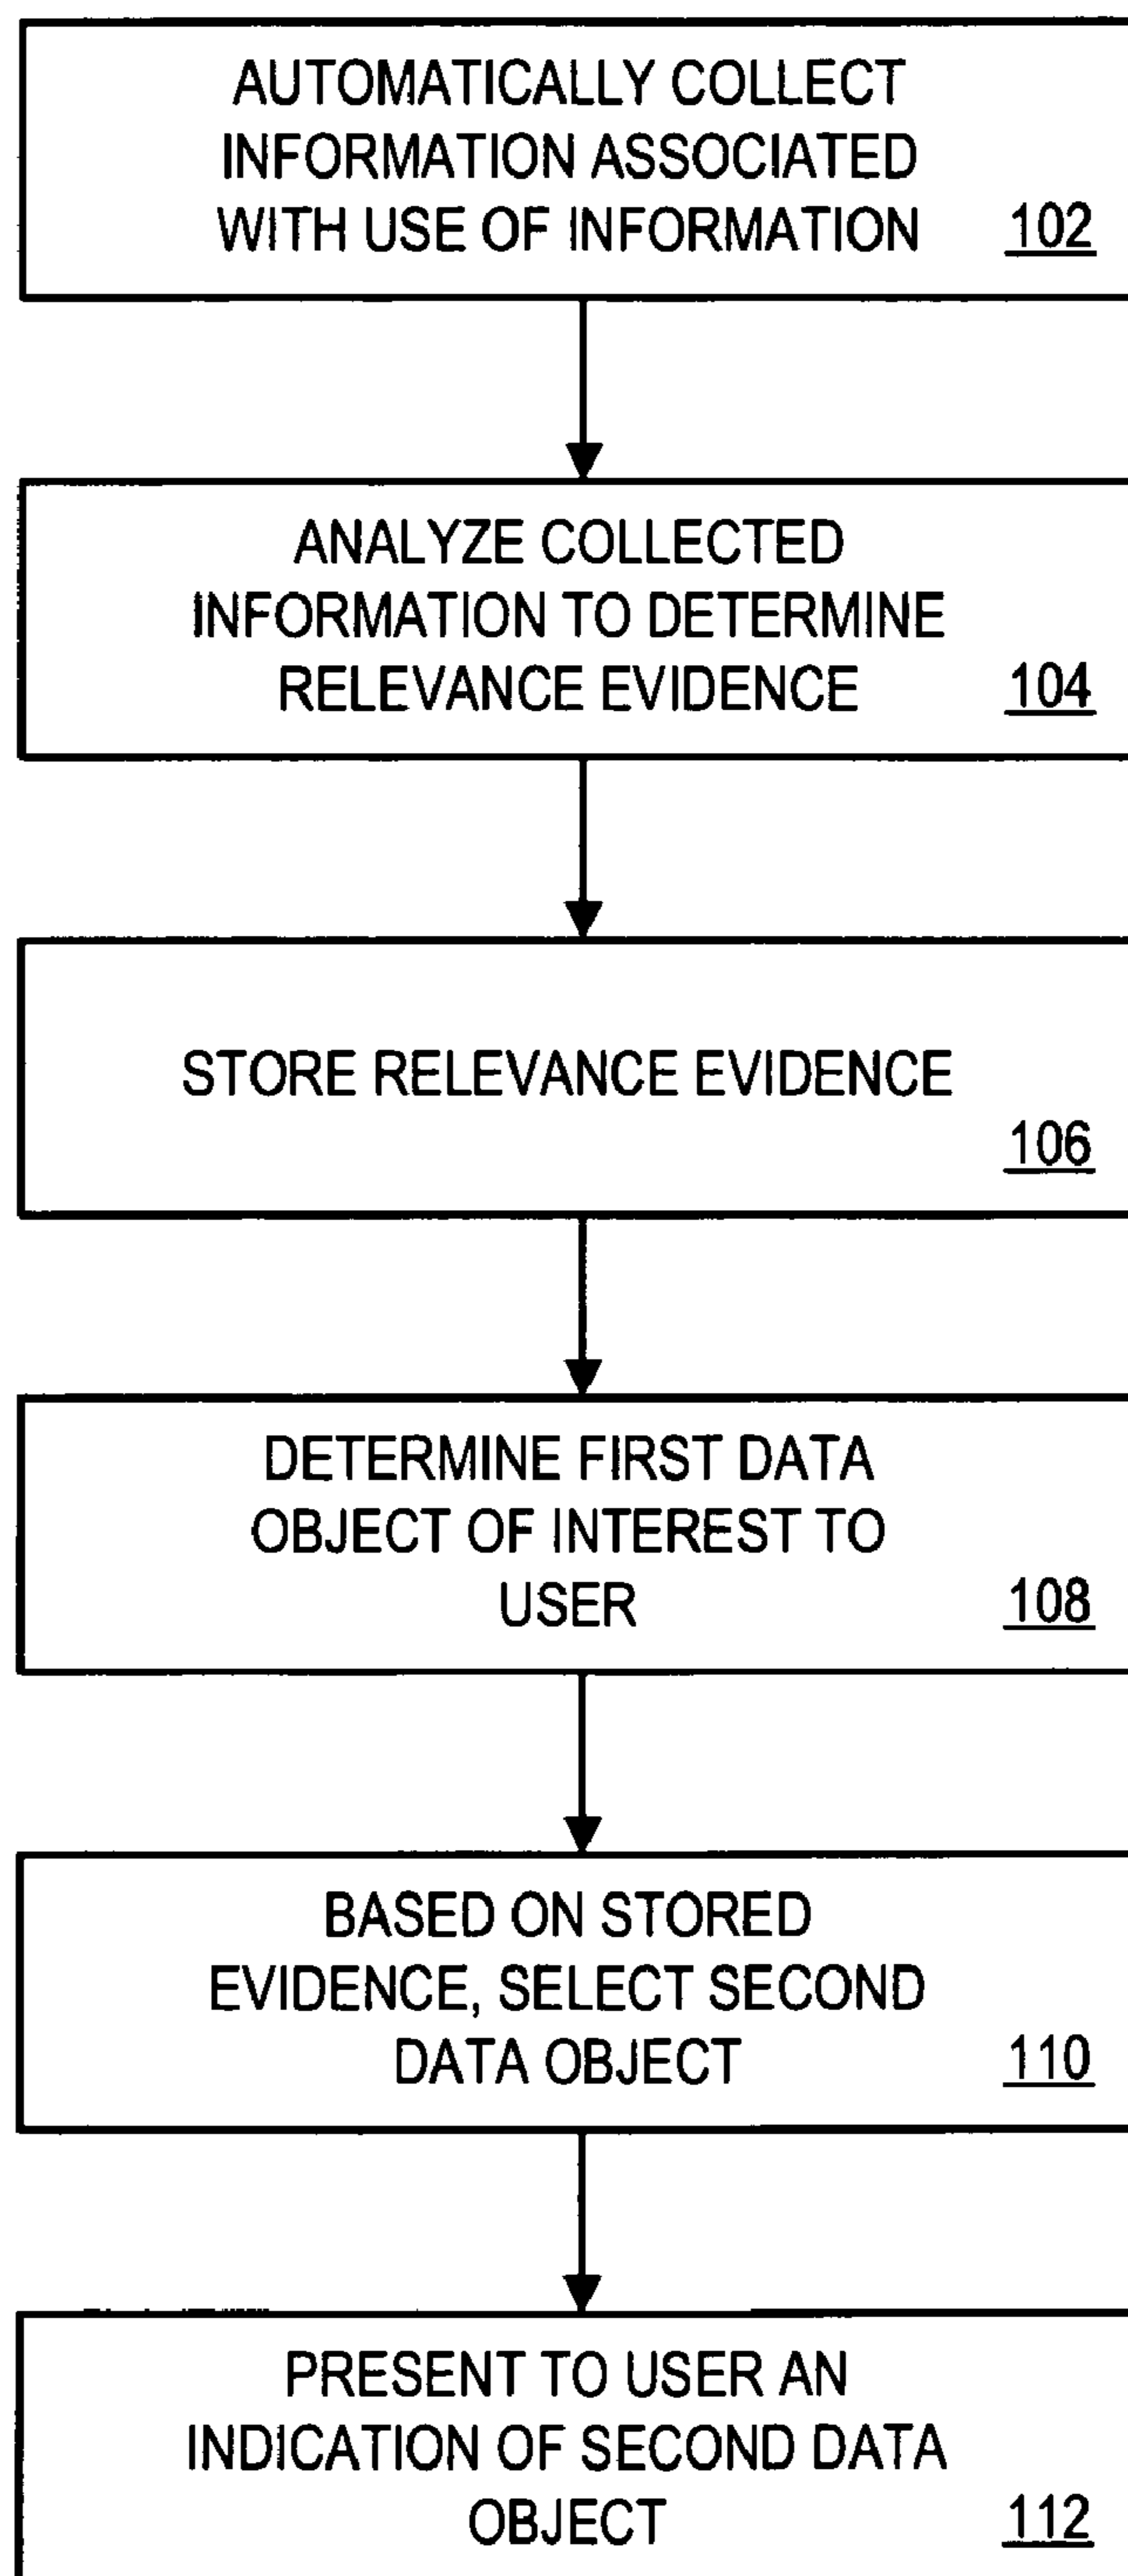 AUTOMATICALLY COLLECT
INFORMATION ASSOCIATED
WITH USE OF INFORMATION 102
ANALYZE COLLECTED
INFORMATION TO DETERMINE
RELEVANCE EVIDENCE 104
STORE RELEVANCE EVIDENCE
106
DETERMINE FIRST DATA
OBJECT OF INTEREST TO
USER 108
BASED ON STORED
EVIDENCE, SELECT SECOND
DATA OBJECT 110
PRESENT TO USER AN
INDICATION OF SECOND DATA
OBJECT 112